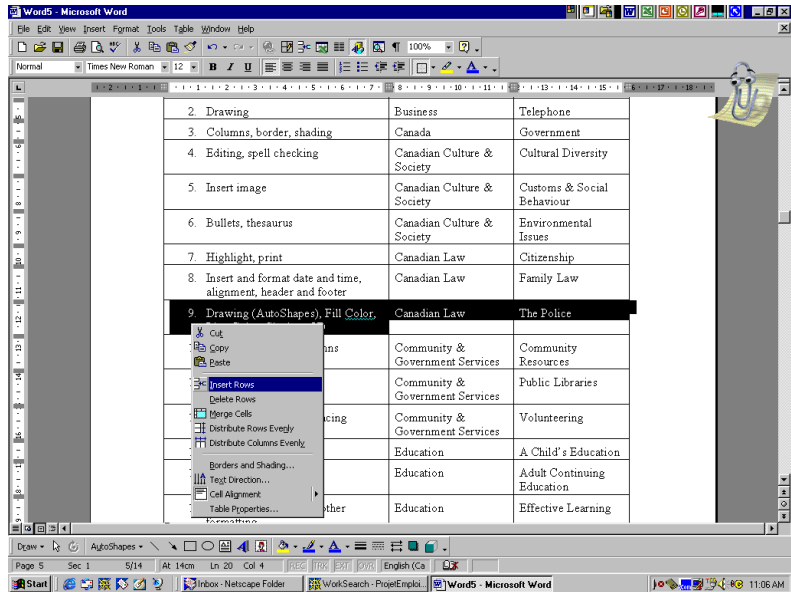 Word5 - Microsoft Word
File Edit View Insert Format Tools Table Window Help
100%
Normal Times New Roman 12 B I U
2. Drawing Business Telephone
3. Columns, border, shading Canada Government
4. Editing, spell checking Canadian Culture & Cultural Diversity
Society
5. Insert image Canadian Culture & Customs & Social
Society Behaviour
6. Bullets, thesaurus Canadian Culture & Environmental
Society Issues
7. Highlight, print Canadian Law Citizenship
8. Insert and format date and time, Canadian Law Family Law
alignment, header and footer
9. Drawing (AutoShapes), Fill Color, Canadian Law The Police
Community & Community
Government Services Resources
Community & Public Libraries
Government Services
Community & Volunteering
Government Services
Education A Child's Education
Education Adult Continuing
Education
Education Effective Learning
Cut
Copy
Paste
Insert Rows
Delete Rows
Merge Cells
Distribute Rows Evenly
Distribute Columns Evenly
Borders and Shading...
Text Direction...
Cell Alignment
Table Properties...
Draw AutoShapes
Page 5 Sec 1 5/14 At 14cm Ln 20 Col 4 REC TRK EXT OVR English (Ca
Start Inbox - Netscape Folder WorkSearch - ProjetEmploi... Word5 - Microsoft Word 11:06 AM